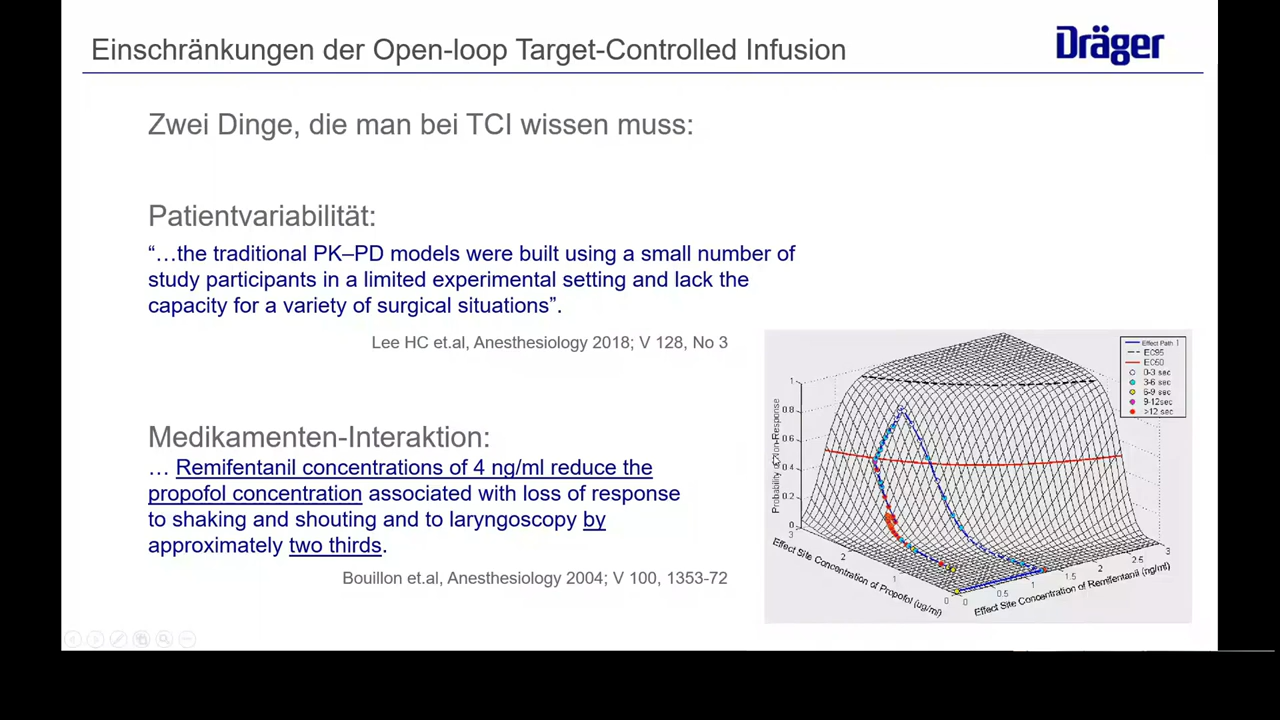 Einschränkungen der Open-loop Target-Controlled Infusion
Dräger
Zwei Dinge, die man bei TCI wissen muss:
Patientvariabilität:
“…the traditional PK–PD models were built using a small number of
study participants in a limited experimental setting and lack the
capacity for a variety of surgical situations”.
Lee HC et.al, Anesthesiology 2018; V 128, No 3
Medikamenten-Interaktion:
… Remifentanil concentrations of 4 ng/ml reduce the
propofol concentration associated with loss of response
to shaking and shouting and to laryngoscopy by
approximately two thirds.
Bouillon et.al, Anesthesiology 2004; V 100, 1353-72
Effect Path 1
EC95
EC60
0-3 sec
3-6 sec
6-9 sec
9-12sec
>12 sec
Probability of Non-Response
1
0.8
0.6
0.4
0.2
0
3
2
1
0
Effect Site Concentration of Propofol (ug/ml)
0
0.5
1
1.5
2
2.5
3
Effect Site Concentration of Remifentanil (ng/ml)